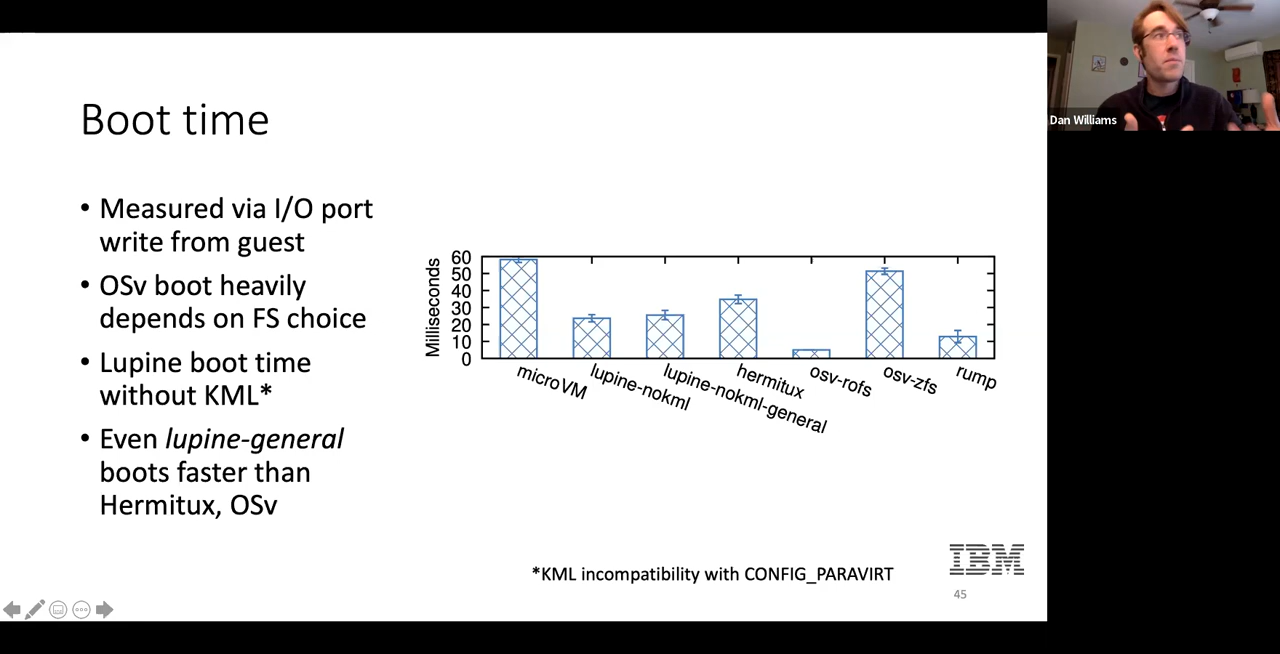 Boot time
• Measured via I/O port
write from guest
• OSv boot heavily
depends on FS choice
• Lupine boot time
without KML*
• Even lupine-general
boots faster than
Hermitux, OSv
Milliseconds
60
50
40
30
20
10
0
microVM
lupine-nokml
lupine-nokml-general
hermitux
osv-rofs
osv-zfs
rump
*KML incompatibility with CONFIG_PARAVIRT
IBM
45
Dan Williams